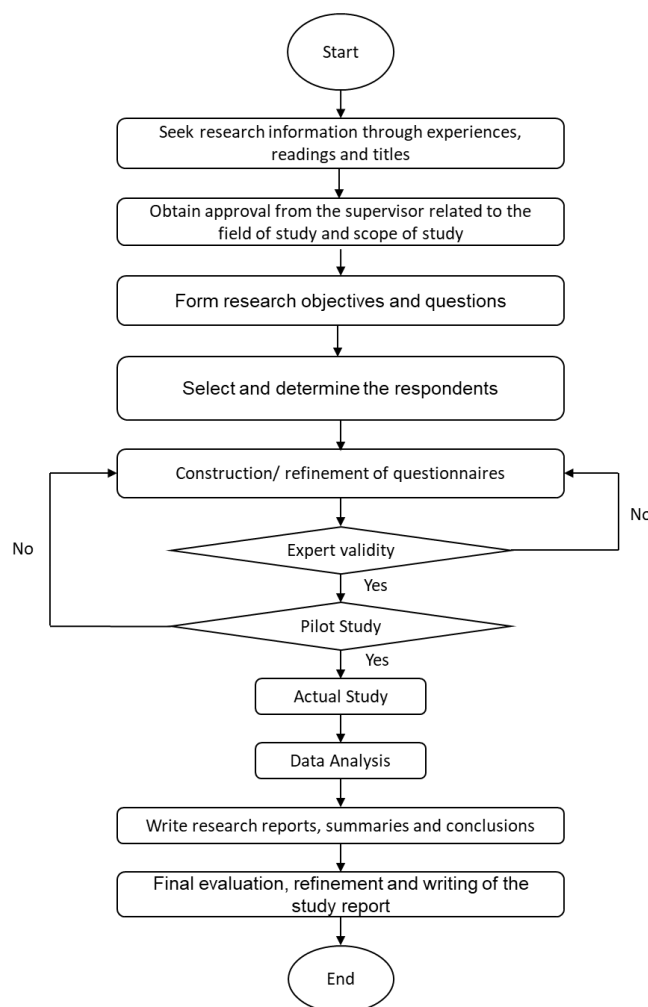 Start
Seek research information through experiences,
readings and titles
Obtain approval from the supervisor related to the
field of study and scope of study
Form research objectives and questions
Select and determine the respondents
Construction/ refinement of questionnaires
No
No
Expert validity
Yes
Pilot Study
Yes
Actual Study
Data Analysis
Write research reports, summaries and conclusions
Final evaluation, refinement and writing of the
study report
End